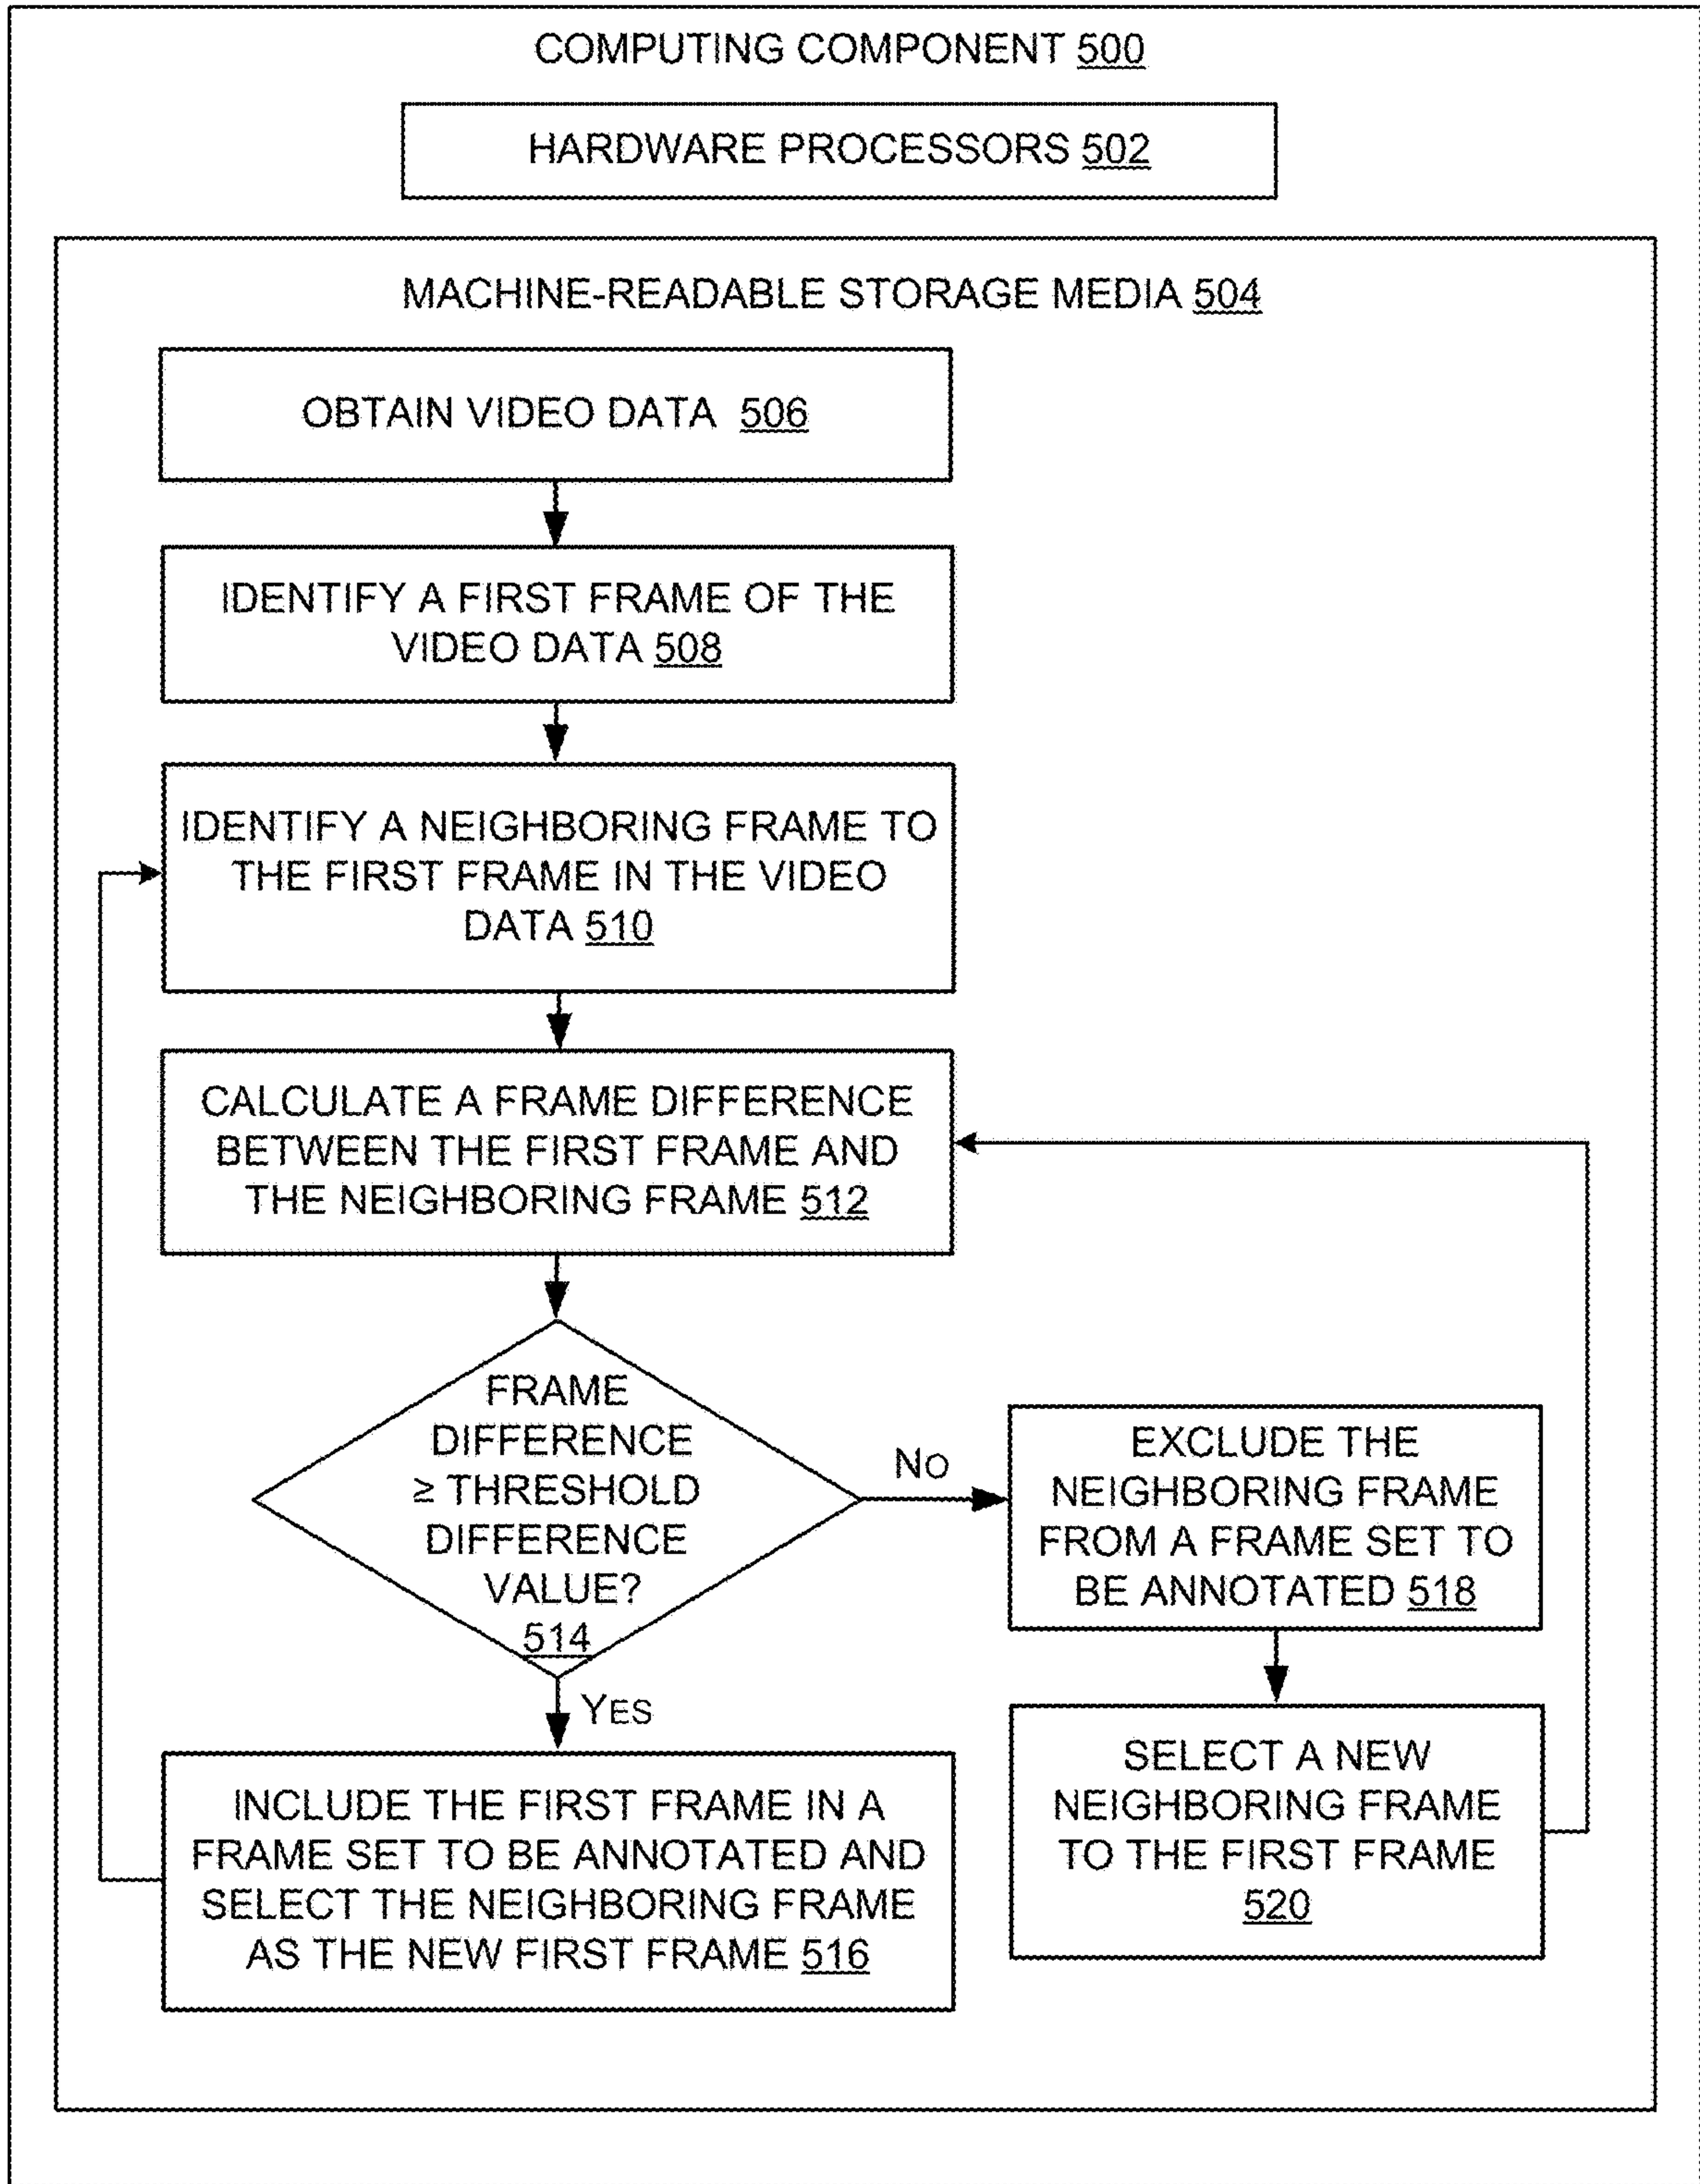 COMPUTING COMPONENT 500
HARDWARE PROCESSORS 502
MACHINE-READABLE STORAGE MEDIA 504
OBTAIN VIDEO DATA 506
IDENTIFY A FIRST FRAME OF THE
VIDEO DATA 508
IDENTIFY A NEIGHBORING FRAME TO
THE FIRST FRAME IN THE VIDEO
DATA 510
CALCULATE A FRAME DIFFERENCE
BETWEEN THE FIRST FRAME AND
THE NEIGHBORING FRAME 512
FRAME
DIFFERENCE
≥ THRESHOLD
DIFFERENCE
VALUE?
514
NO
EXCLUDE THE
NEIGHBORING FRAME
FROM A FRAME SET TO
BE ANNOTATED 518
YES
SELECT A NEW
NEIGHBORING FRAME
TO THE FIRST FRAME
520
INCLUDE THE FIRST FRAME IN A
FRAME SET TO BE ANNOTATED AND
SELECT THE NEIGHBORING FRAME
AS THE NEW FIRST FRAME 516